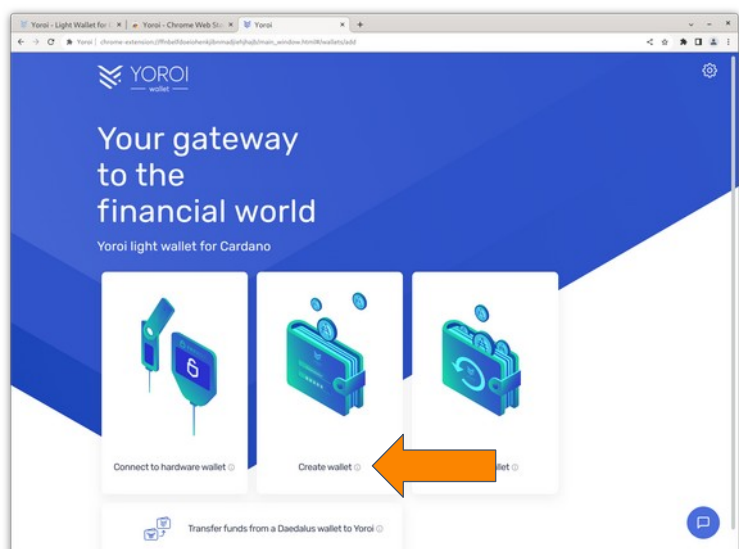 Yoroi - Light Wallet for
Yoroi - Chrome Web Sto
Yoroi
Yoroi
YOROI
wallet
Your gateway
to the
financial world
Yoroi light wallet for Cardano
Connect to hardware wallet
Create wallet
Transfer funds from a Daedalus wallet to Yoroi